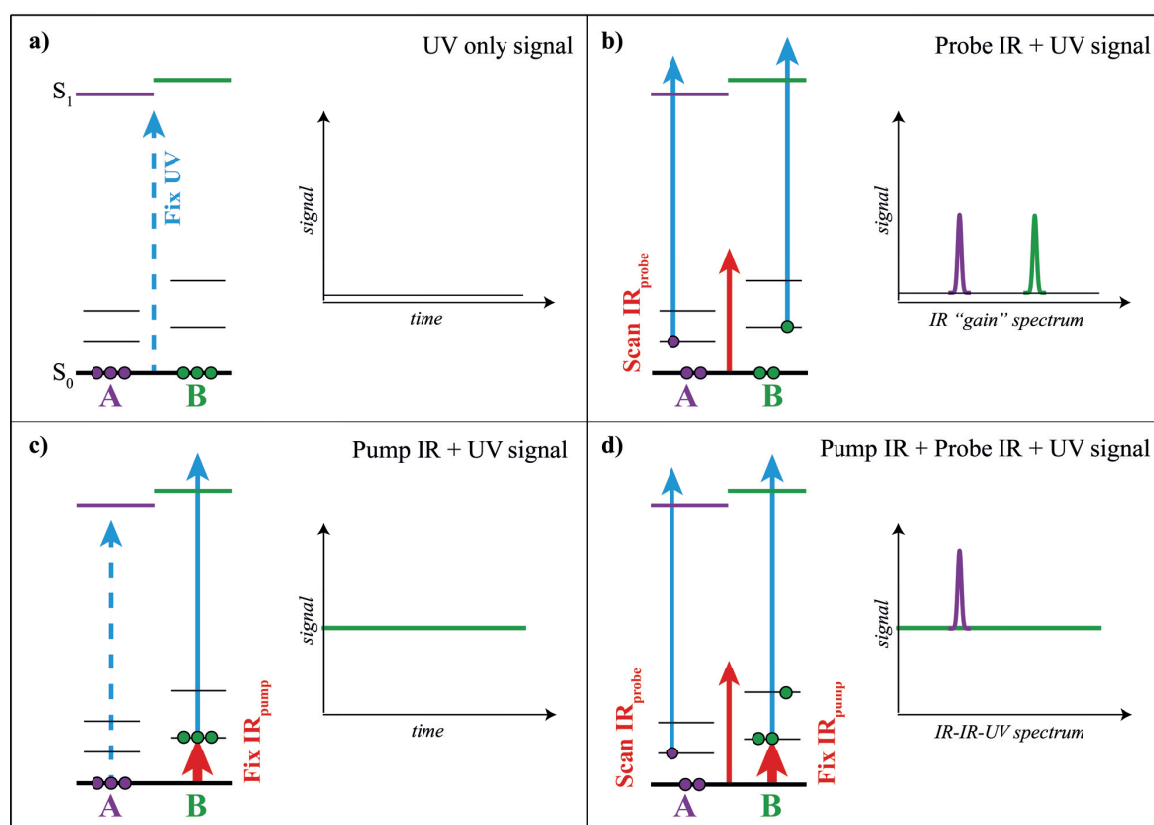 a)
UV only signal
S1
Fix UV
signal
time
S0
A
B
b)
Probe IR + UV signal
Scan IRprobe
signal
IR “gain” spectrum
A
B
c)
Pump IR + UV signal
Fix IRpump
signal
time
A
B
d)
Pump IR + Probe IR + UV signal
Scan IRprobe
Fix IRpump
signal
IR-IR-UV spectrum
A
B